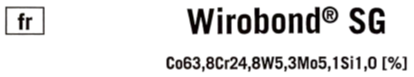 fr
Wirobond® SG
Co63,8Cr24,8W5,3Mo5,1Si1,0 [%]